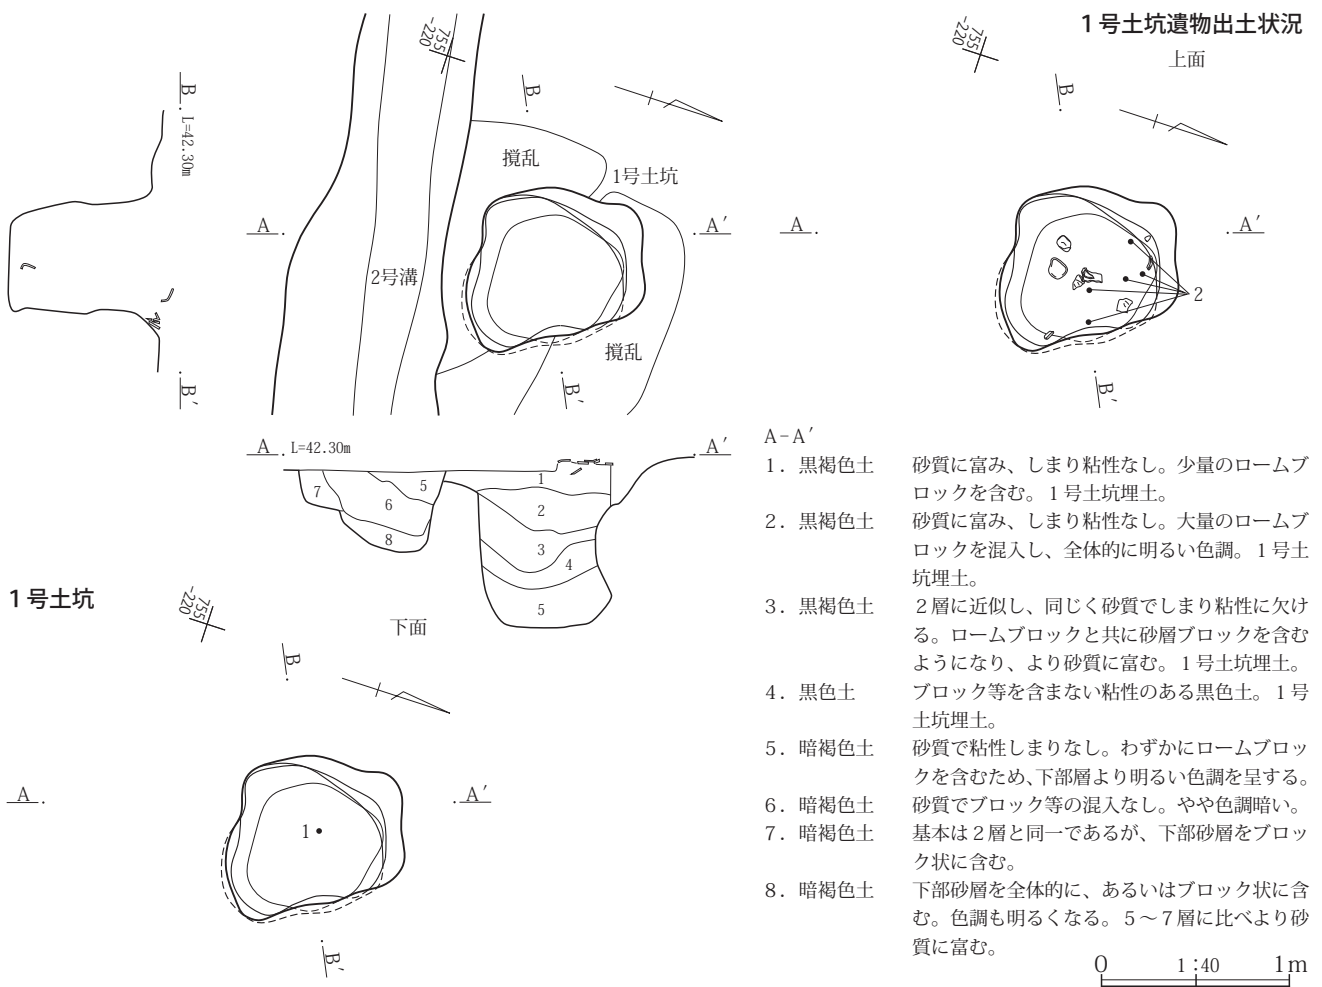 1号土坑遺物出土状況
上面
755
-220
B
L=42.30m
755
-220
B
B
撹乱
1号土坑
A
A′
A
A′
2号溝
2
撹乱
B′
B′
B′
A L=42.30m
A′
1
7
5
6
2
8
3
4
5
1号土坑
755
-220
下面
B
A
A′
1
B′
A-A′
1．黒褐色土　砂質に富み、しまり粘性なし。少量のロームブ
ロックを含む。1号土坑埋土。
2．黒褐色土　砂質に富み、しまり粘性なし。大量のロームブ
ロックを混入し、全体的に明るい色調。1号土
坑埋土。
3．黒褐色土　2層に近似し、同じく砂質でしまり粘性に欠け
る。ロームブロックと共に砂層ブロックを含む
ようになり、より砂質に富む。1号土坑埋土。
4．黒色土　ブロック等を含まない粘性のある黒色土。1号
土坑埋土。
5．暗褐色土　砂質で粘性しまりなし。わずかにロームブロッ
クを含むため、下部層より明るい色調を呈する。
6．暗褐色土　砂質でブロック等の混入なし。やや色調暗い。
7．暗褐色土　基本は2層と同一であるが、下部砂層をブロッ
ク状に含む。
8．暗褐色土　下部砂層を全体的に、あるいはブロック状に含
む。色調も明るくなる。5～7層に比べより砂
質に富む。
0 1:40 1m